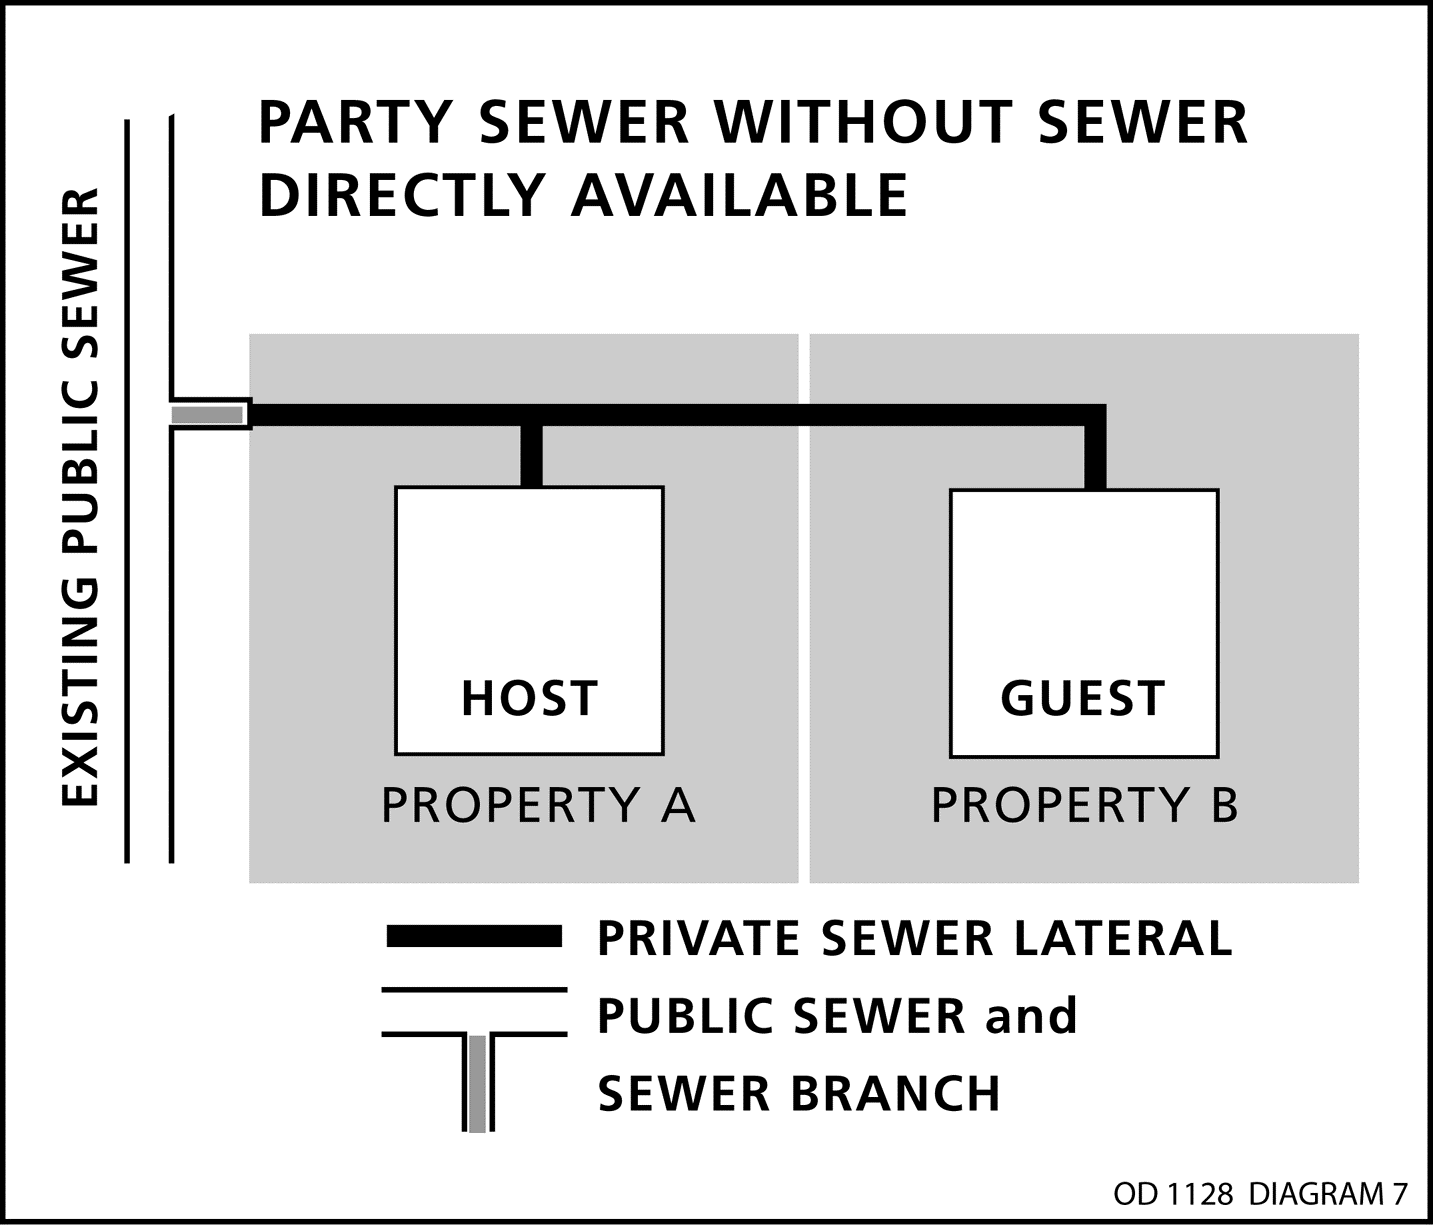 PARTY SEWER WITHOUT SEWER
DIRECTLY AVAILABLE
EXISTING PUBLIC SEWER
HOST
GUEST
PROPERTY A
PROPERTY B
PRIVATE SEWER LATERAL
PUBLIC SEWER and
SEWER BRANCH
OD 1128 DIAGRAM 7